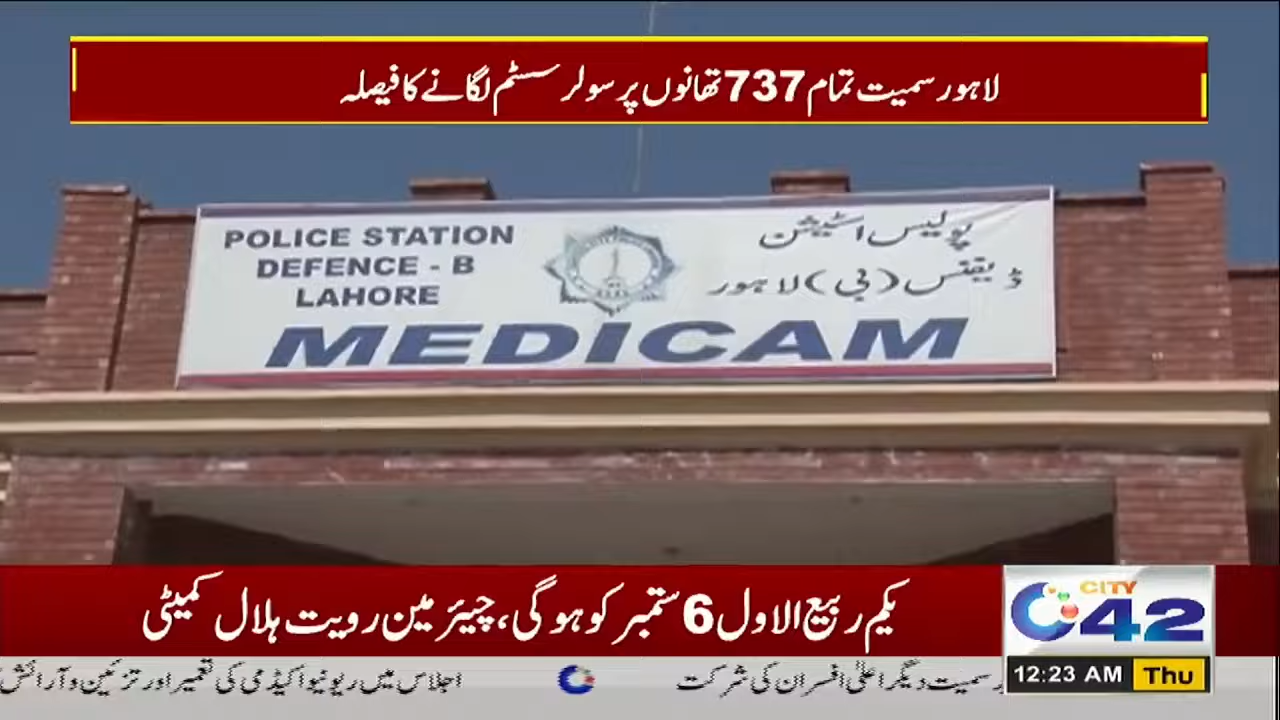 لاہور سمیت تمام 737 تھانوں پر سولر سسٹم لگانے کا فیصلہ
POLICE STATION
DEFENCE - B
LAHORE
پولیس اسٹیشن
ڈیفنس (بی) لاہور
MEDICAM
یکم ربیع الاول 6 ستمبر کو ہوگی، چیئرمین رویت ہلال کمیٹی
CITY
42
سمیت دیگر اعلیٰ افسران کی شرکت
اجلاس میں ریونیو اکیڈمی کی تعمیر اور تزئین و آرائش
12:23 AM Thu